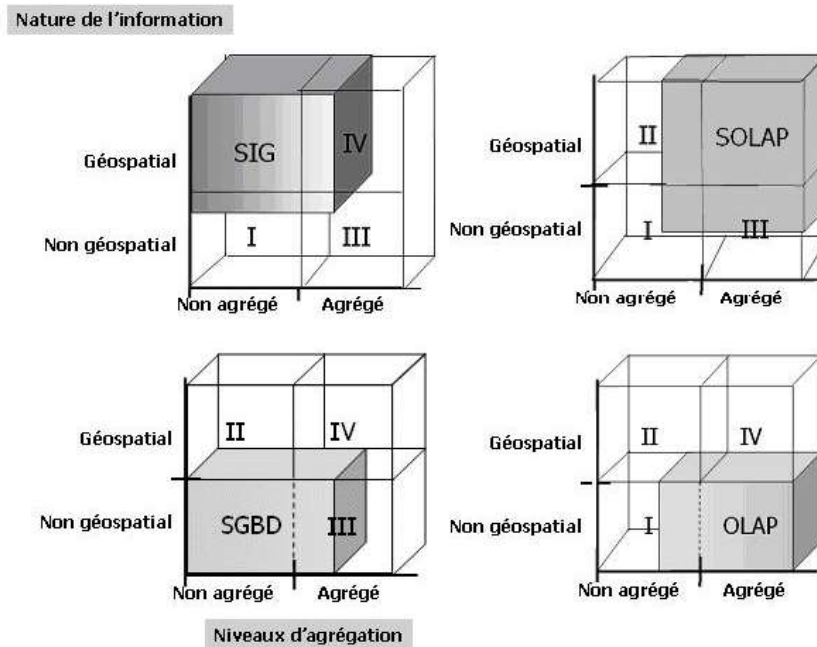 Nature de l'information
Géospatial
SIG
IV
Non géospatial
I
III
Non agrégé
Agrégé
Géospatial
II
SOLAP
Non géospatial
I
III
Non agrégé
Agrégé
Géospatial
II
IV
Non géospatial
SGBD
III
Non agrégé
Agrégé
Géospatial
II
IV
Non géospatial
I
OLAP
Non agrégé
Agrégé
Niveaux d'agrégation